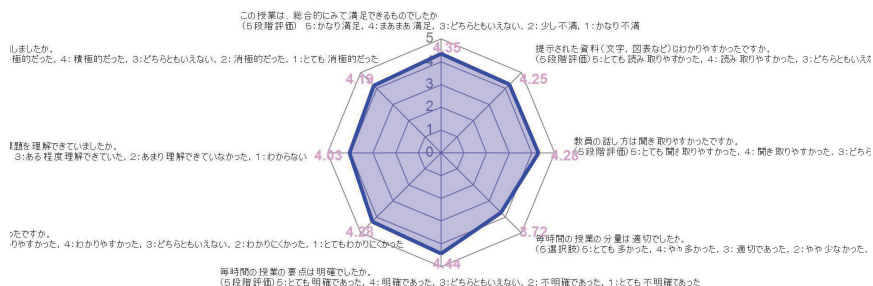 この授業は、総合的にみて満足できるものでしたか
(5段階評価) 5:かなり満足, 4:まあまあ満足, 3:どちらともいえない, 2: 少し不満, 1:かなり不満
4.35
5
4
3
2
1
0
提示された資料(文字, 図表など)はわかりやすかったですか。
(5段階評価) 5:とても読み取りやすかった, 4: 読み取りやすかった, 3:どちらともいえな
4.25
教員の話し方は聞き取りやすかったですか。
(5段階評価) 5:とても聞き取りやすかった, 4: 聞き取りやすかった, 3:どちら
4.28
毎時間の授業の分量は適切でしたか。
(5選択肢) 5:とても多かった, 4:やや多かった, 3: 適切であった, 2: やや少なかった,
3.72
毎時間の授業の要点は明確でしたか。
(5段階評価) 5:とても明確であった, 4: 明確であった, 3:どちらともいえない, 2: 不明確であった, 1:とても不明確であった
4.44
ったですか。
りやすかった, 4:わかりやすかった, 3:どちらともいえない, 2:わかりにくかった, 1:とてもわかりにくかった
4.23
題を理解できていましたか。
3:ある程度理解できていた, 2:あまり理解できていなかった, 1:わからない
4.03
しましたか。
極的だった, 4: 積極的だった, 3:どちらともいえない, 2: 消極的だった, 1:とても消極的だった
4.19